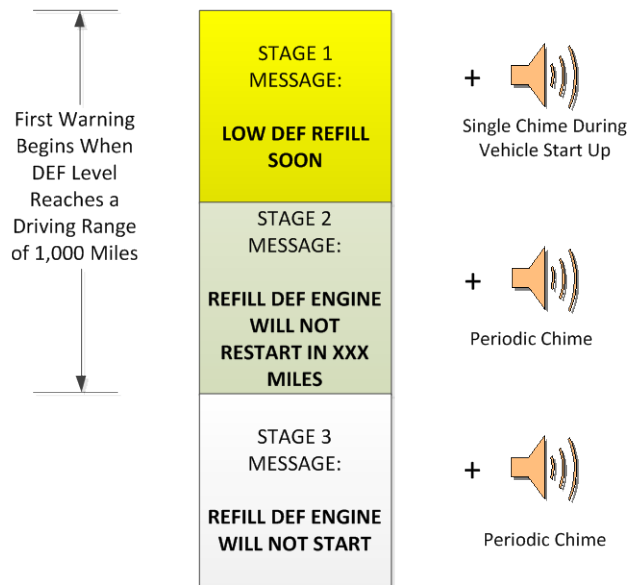 First Warning
Begins When
DEF Level
Reaches a
Driving Range
of 1,000 Miles
STAGE 1
MESSAGE:
LOW DEF REFILL
SOON
+
Single Chime During
Vehicle Start Up
STAGE 2
MESSAGE:
REFILL DEF ENGINE
WILL NOT
RESTART IN XXX
MILES
+
Periodic Chime
STAGE 3
MESSAGE:
REFILL DEF ENGINE
WILL NOT START
+
Periodic Chime